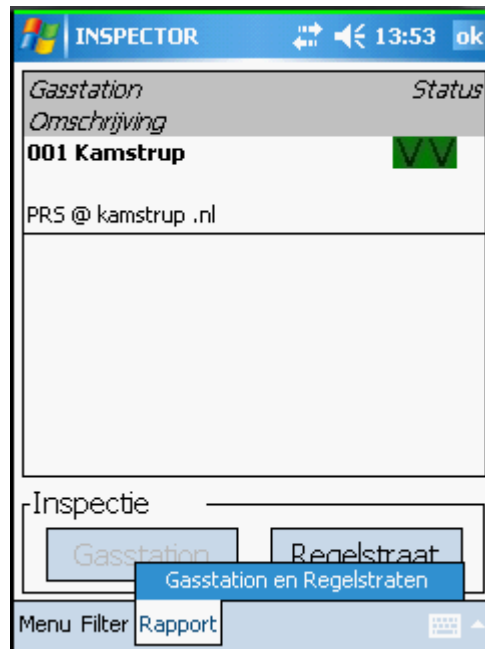 INSPECTOR 13:53 ok
Gasstation Status
Omschrijving
001 Kamstrup VV
PRS @ kamstrup .nl
Inspectie
Gasstation Regelstraat
Gasstation en Regelstraten
Menu Filter Rapport